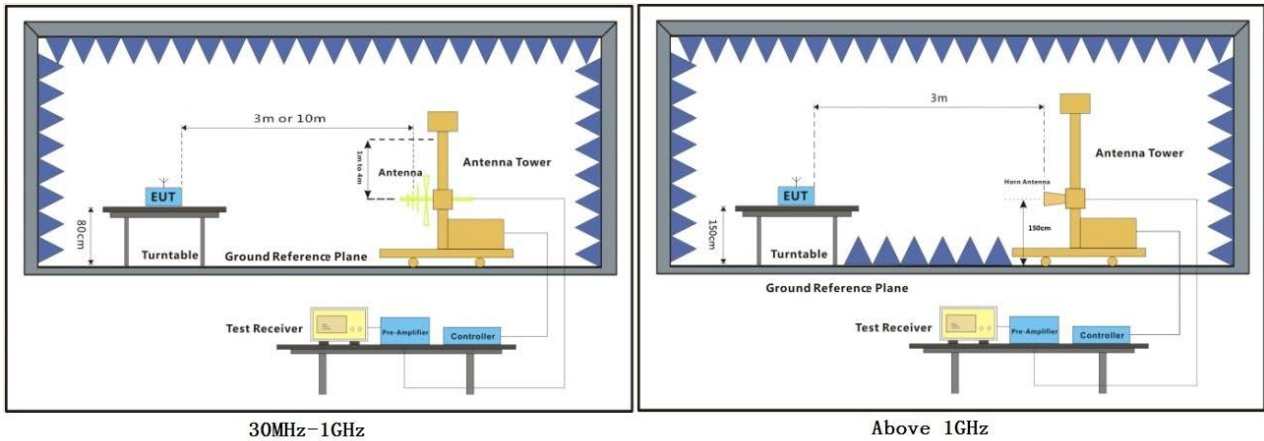 3m or 10m
1m to 4m
Antenna
Antenna Tower
EUT
80cm
Turntable
Ground Reference Plane
Test Receiver
Pre-Amplifier
Controller
30MHz-1GHz
3m
Antenna Tower
Horn Antenna
EUT
150cm
150cm
Turntable
Ground Reference Plane
Test Receiver
Pre-Amplifier
Controller
Above 1GHz